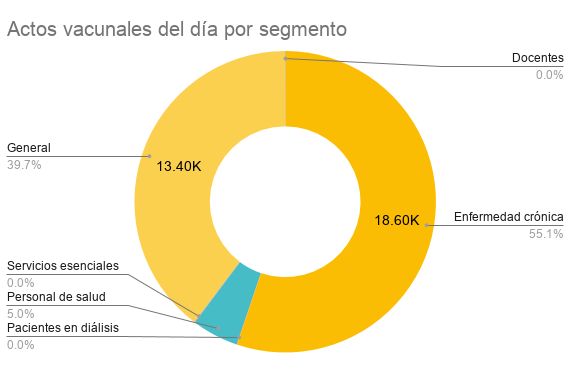 Actos vacunales del día por segmento
Docentes
0.0%
General
39.7%
13.40K
18.60K
Enfermedad crónica
55.1%
Servicios esenciales
0.0%
Personal de salud
5.0%
Pacientes en diálisis
0.0%